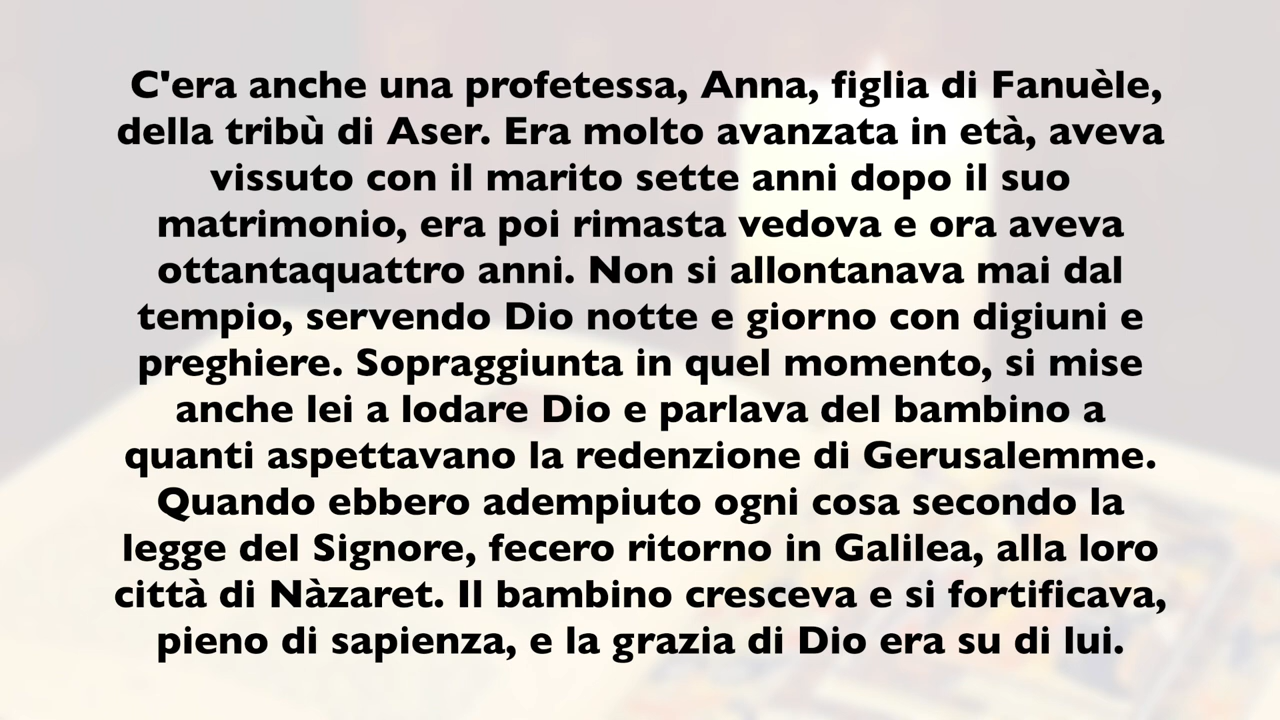 C'era anche una profetessa, Anna, figlia di Fanuèle,
della tribù di Aser. Era molto avanzata in età, aveva
vissuto con il marito sette anni dopo il suo
matrimonio, era poi rimasta vedova e ora aveva
ottantaquattro anni. Non si allontanava mai dal
tempio, servendo Dio notte e giorno con digiuni e
preghiere. Sopraggiunta in quel momento, si mise
anche lei a lodare Dio e parlava del bambino a
quanti aspettavano la redenzione di Gerusalemme.
Quando ebbero adempiuto ogni cosa secondo la
legge del Signore, fecero ritorno in Galilea, alla loro
città di Nàzaret. Il bambino cresceva e si fortificava,
pieno di sapienza, e la grazia di Dio era su di lui.